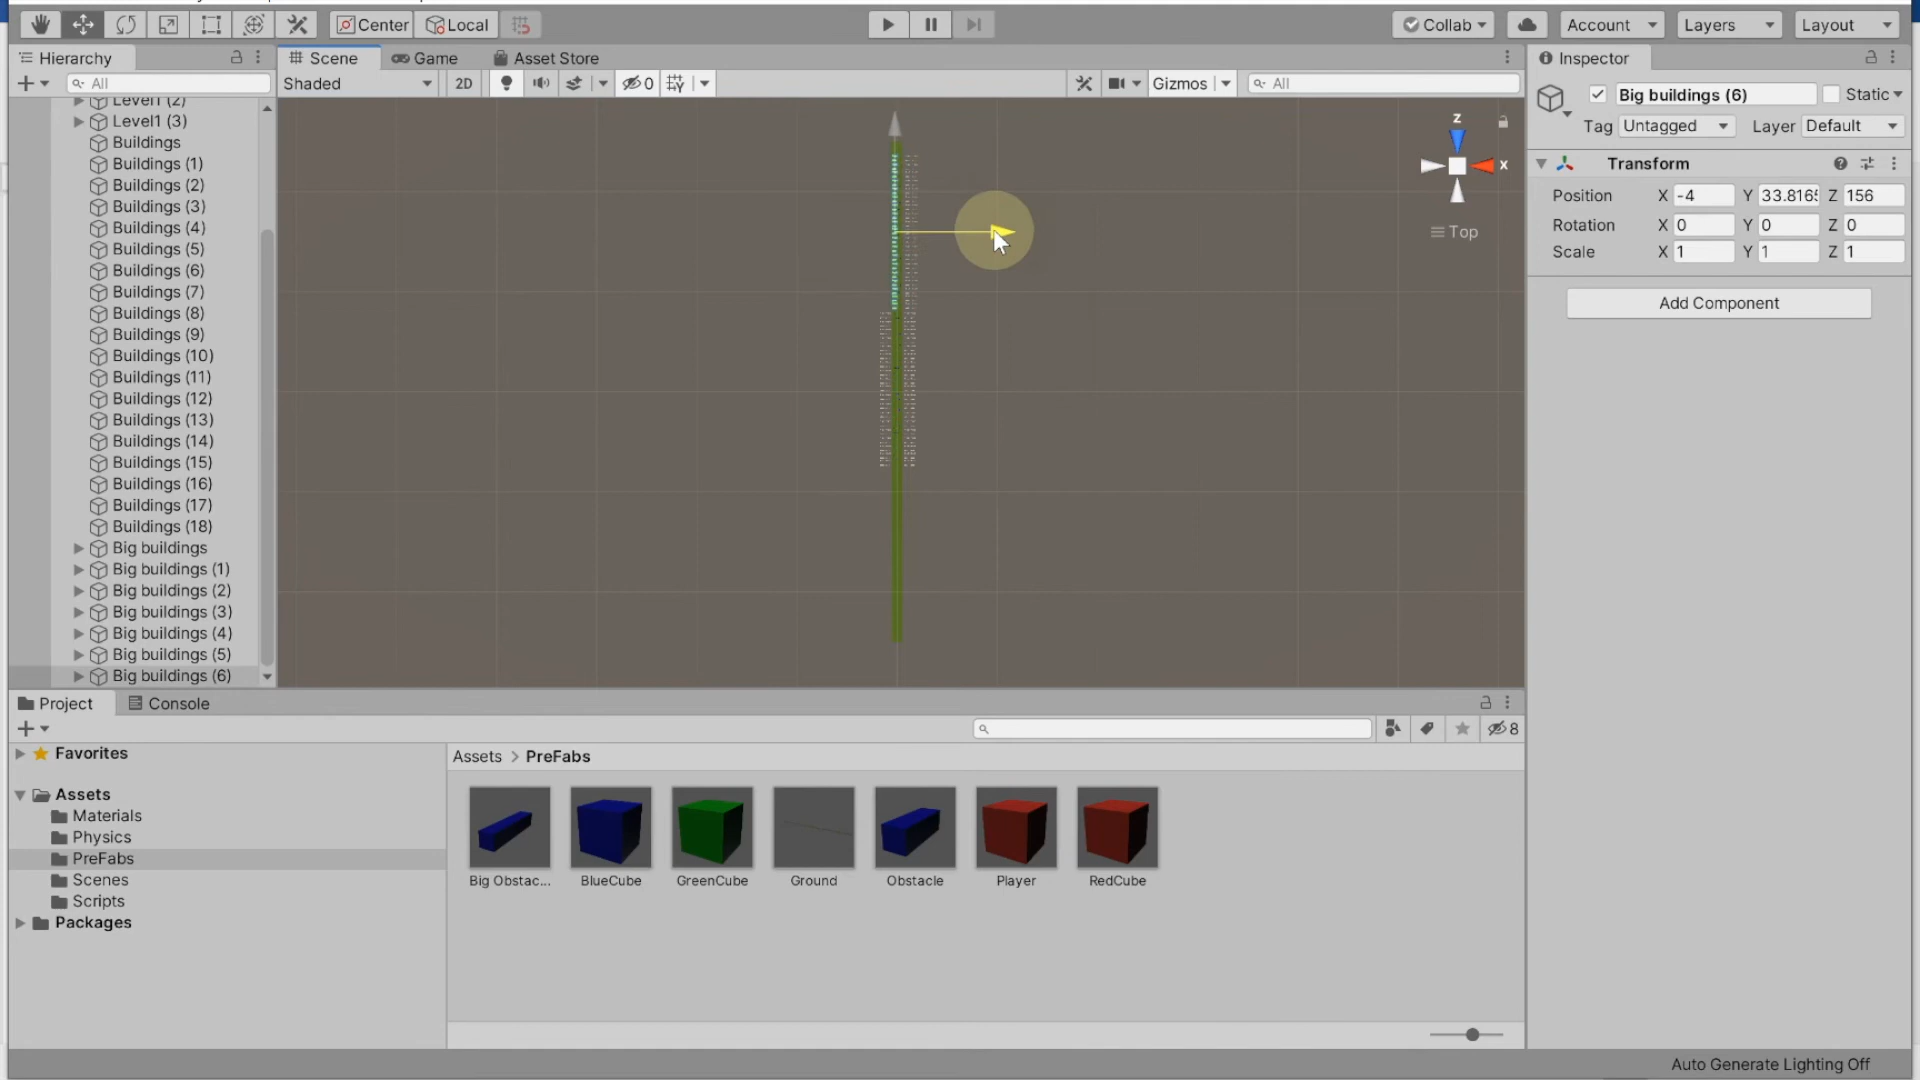 Center
Local
Collab
Account
Layers
Layout
Hierarchy
All
Level1 (2)
Level1 (3)
Buildings
Buildings (1)
Buildings (2)
Buildings (3)
Buildings (4)
Buildings (5)
Buildings (6)
Buildings (7)
Buildings (8)
Buildings (9)
Buildings (10)
Buildings (11)
Buildings (12)
Buildings (13)
Buildings (14)
Buildings (15)
Buildings (16)
Buildings (17)
Buildings (18)
Big buildings
Big buildings (1)
Big buildings (2)
Big buildings (3)
Big buildings (4)
Big buildings (5)
Big buildings (6)
Scene
Game
Asset Store
Shaded
2D
0
Gizmos
All
z
x
Top
Inspector
Big buildings (6)
Static
Tag Untagged
Layer Default
Transform
Position X -4 Y 33.816 Z 156
Rotation X 0 Y 0 Z 0
Scale X 1 Y 1 Z 1
Add Component
Project
Console
8
Favorites
Assets
Materials
Physics
PreFabs
Scenes
Scripts
Packages
Assets > PreFabs
Big Obstac...
BlueCube
GreenCube
Ground
Obstacle
Player
RedCube
Auto Generate Lighting Off